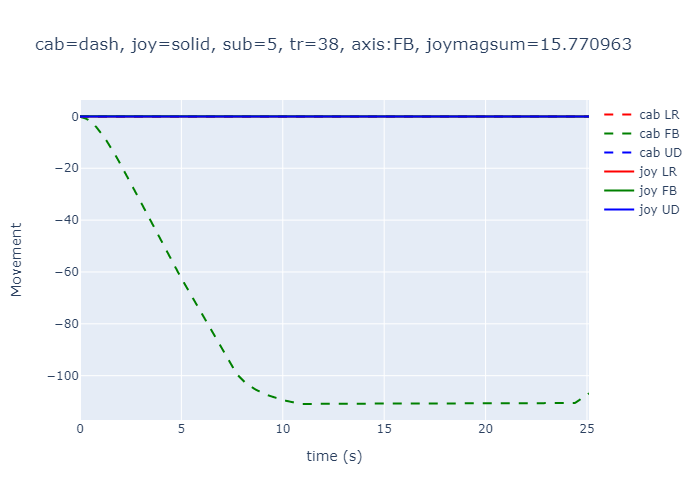 cab=dash, joy=solid, sub=5, tr=38, axis:FB, joymagsum=15.770963
0
−20
−40
−60
−80
−100
Movement
0 5 10 15 20 25
time (s)
cab LR
cab FB
cab UD
joy LR
joy FB
joy UD